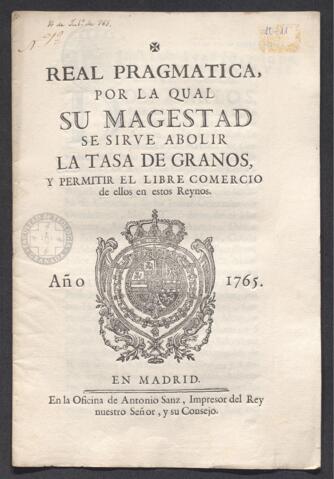 ✠
REAL PRAGMATICA,
POR LA QUAL
SU MAGESTAD
SE SIRVE ABOLIR
LA TASA DE GRANOS,
Y PERMITIR EL LIBRE COMERCIO
de ellos en estos Reynos.
Año 1765.
EN MADRID.
En la Oficina de Antonio Sanz, Impresor del Rey
nuestro Señor, y su Consejo.